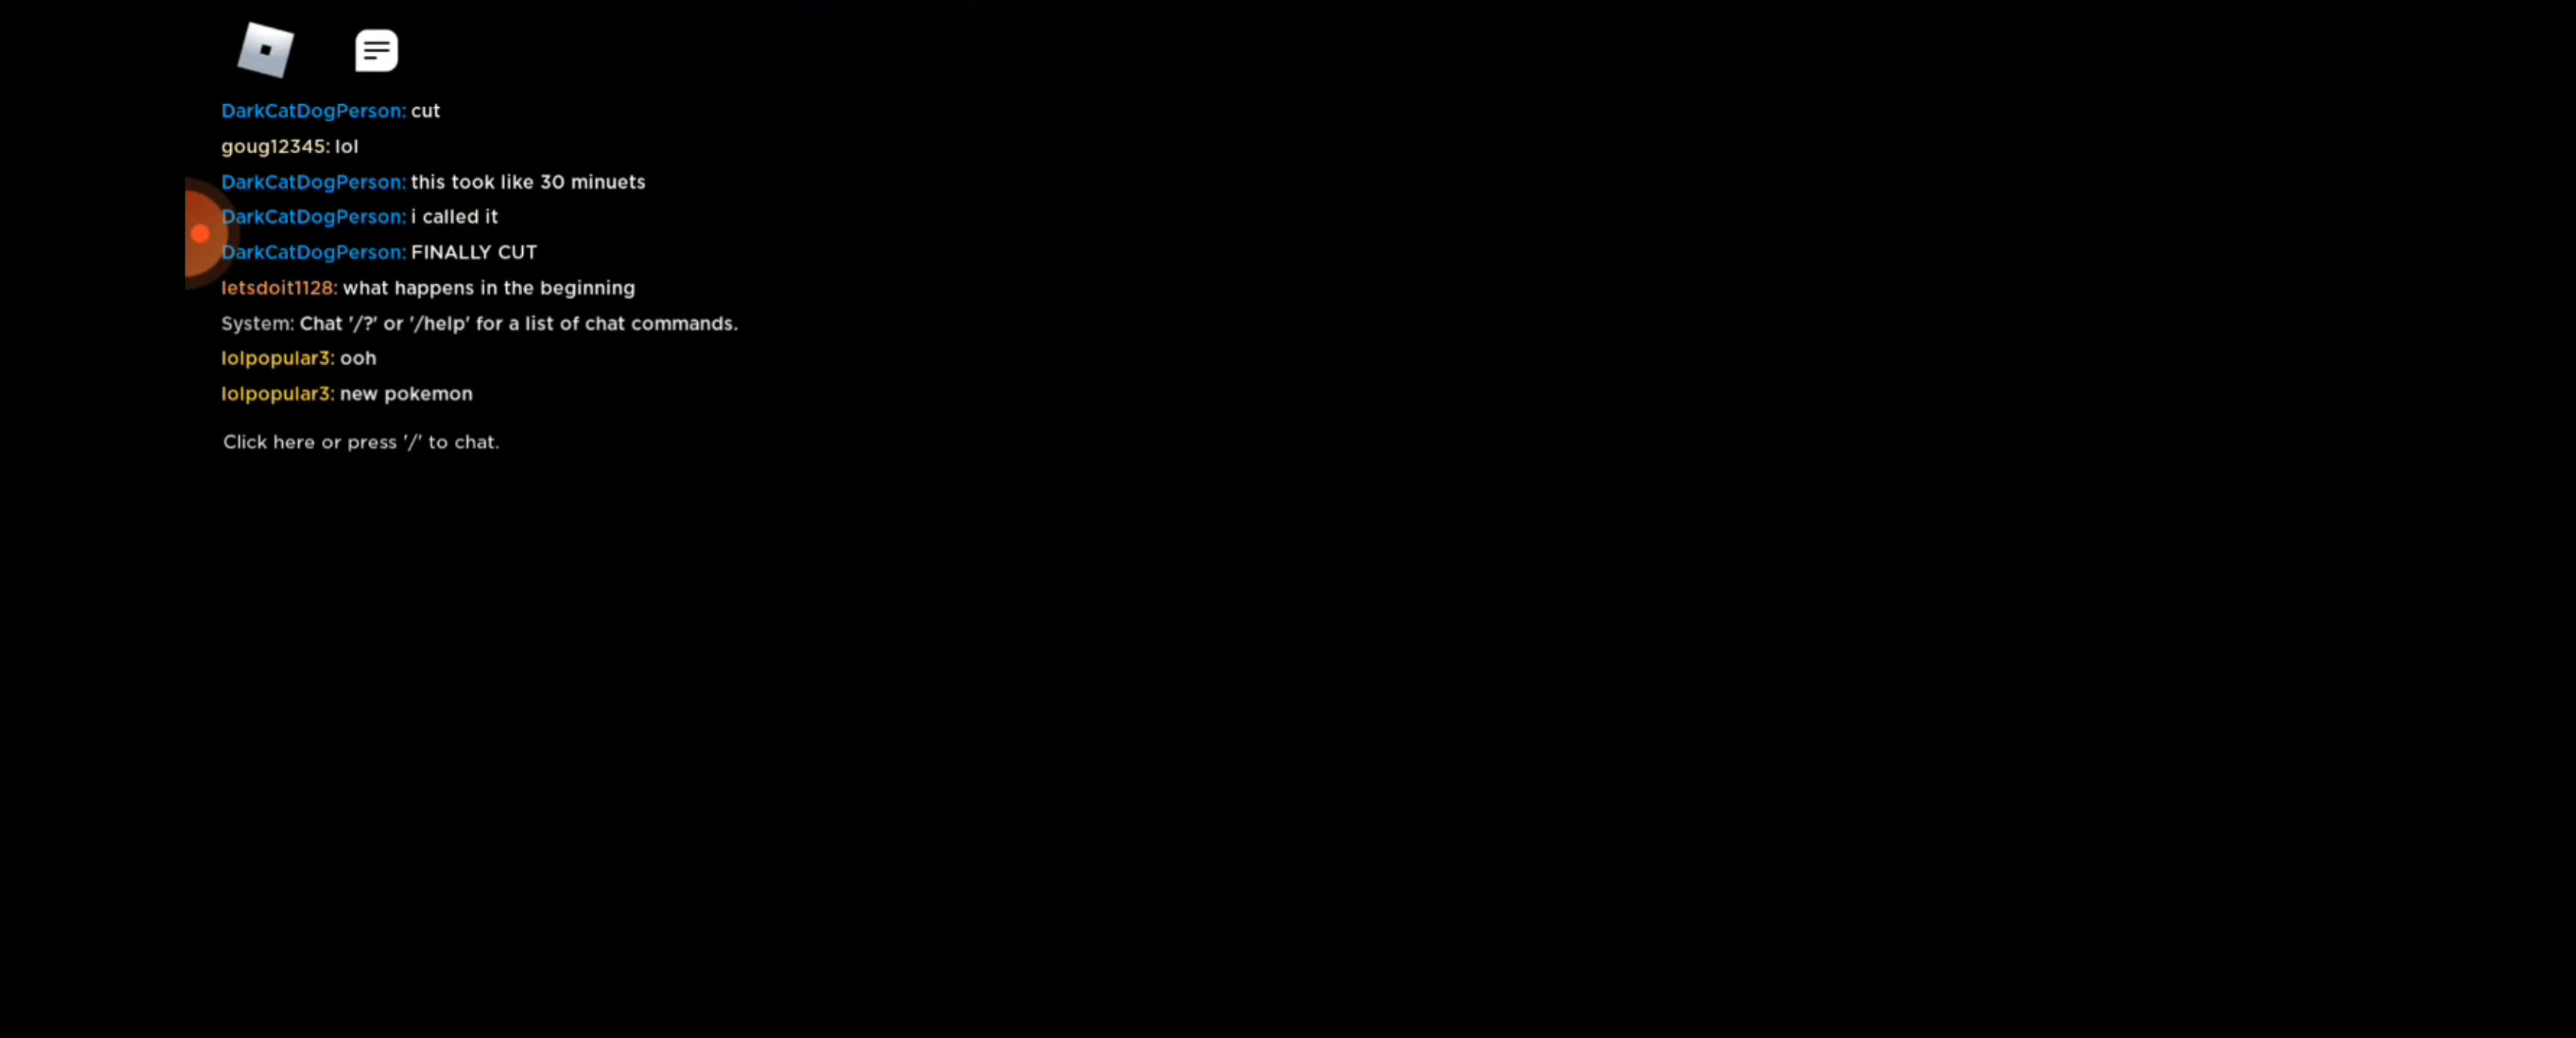 DarkCatDogPerson: cut
goug12345: lol
DarkCatDogPerson: this took like 30 minuets
DarkCatDogPerson: i called it
DarkCatDogPerson: FINALLY CUT
letsdoit1128: what happens in the beginning
System: Chat '/?' or '/help' for a list of chat commands.
lolpopular3: ooh
lolpopular3: new pokemon
Click here or press '/' to chat.